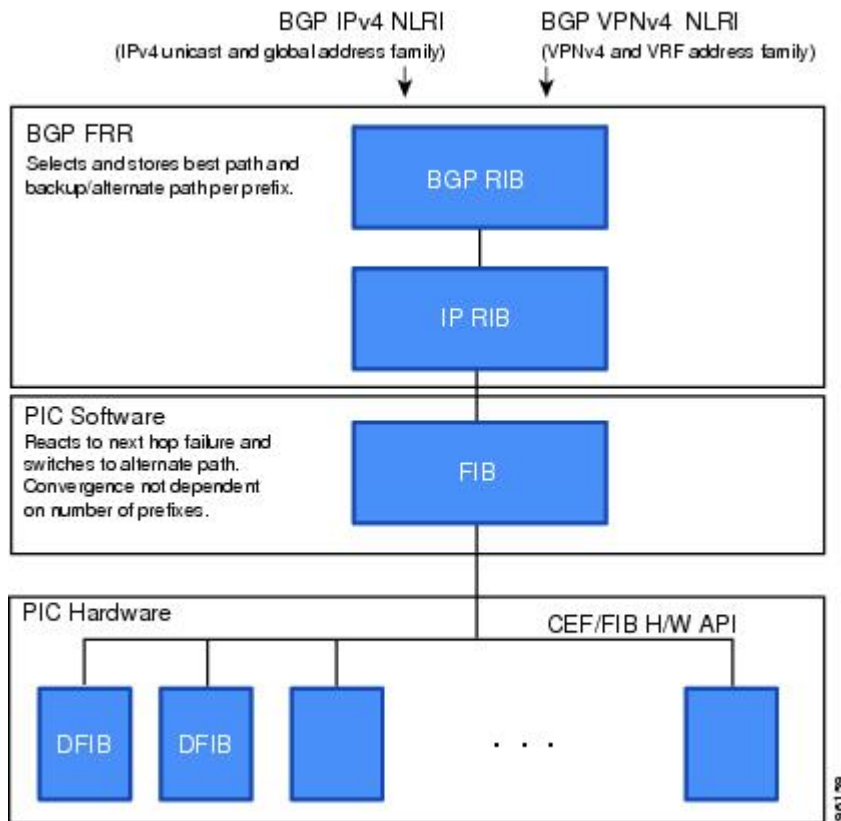 BGP IPv4 NLRI
(IPv4 unicast and global address family)
BGP VPNv4 NLRI
(VPNv4 and VRF address family)
BGP FRR
Selects and stores best path and
backup/alternate path per prefix.
BGP RIB
IP RIB
PIC Software
Reacts to next hop failure and
switches to alternate path.
Convergence not dependent
on number of prefixes.
FIB
PIC Hardware
CEF/FIB H/W API
DFIB
DFIB
. . .